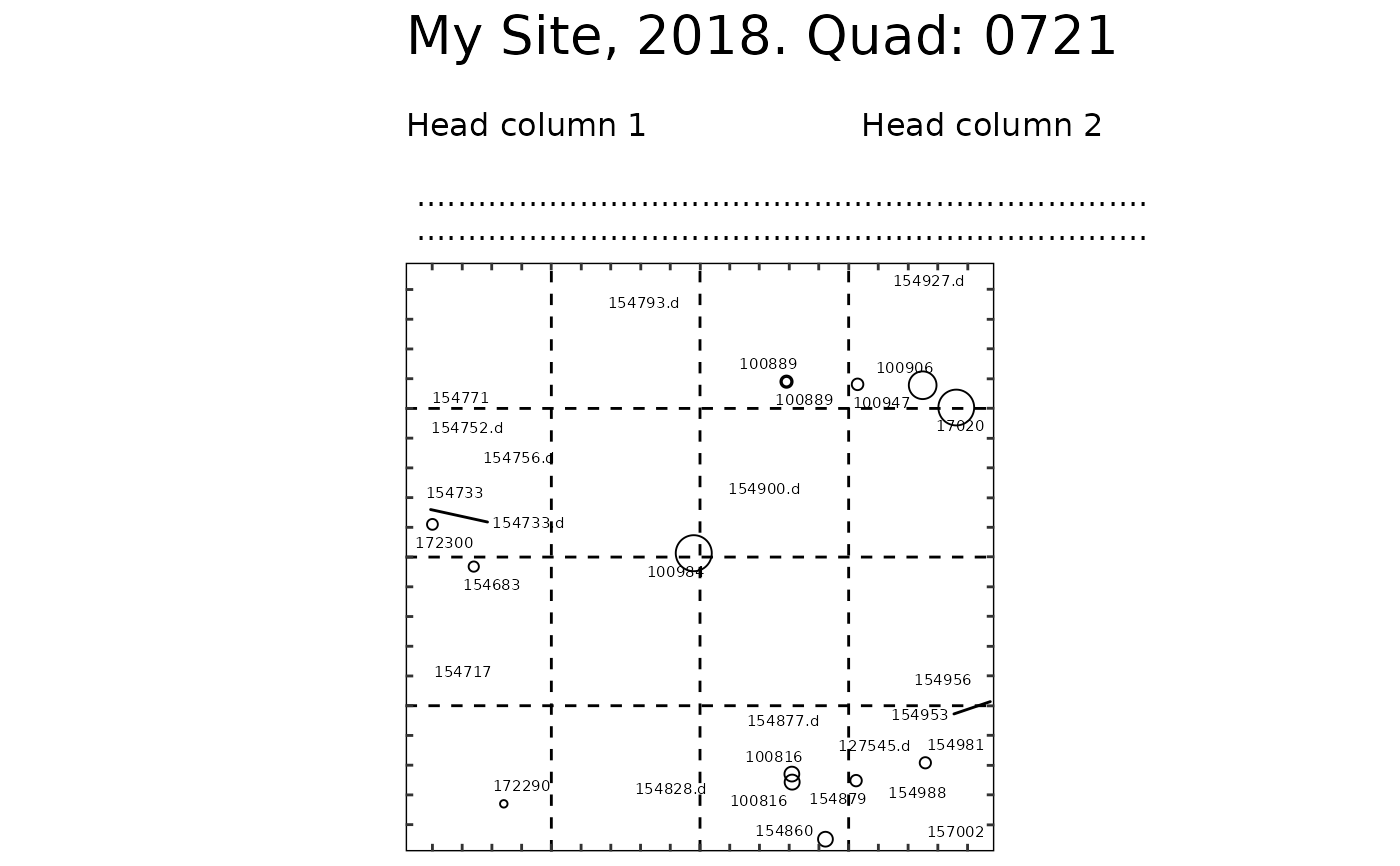 My Site, 2018. Quad: 0721
Head column 1 Head column 2
154927.d
154793.d
100889 100906
154771 100889 100947
154752.d 17020
154756.d
154733 154900.d
154733.d
172300
100984
154683
154717 154956
154953
154877.d
127545.d 154981
100816
172290 154828.d 154988
100816 154879
154860 157002